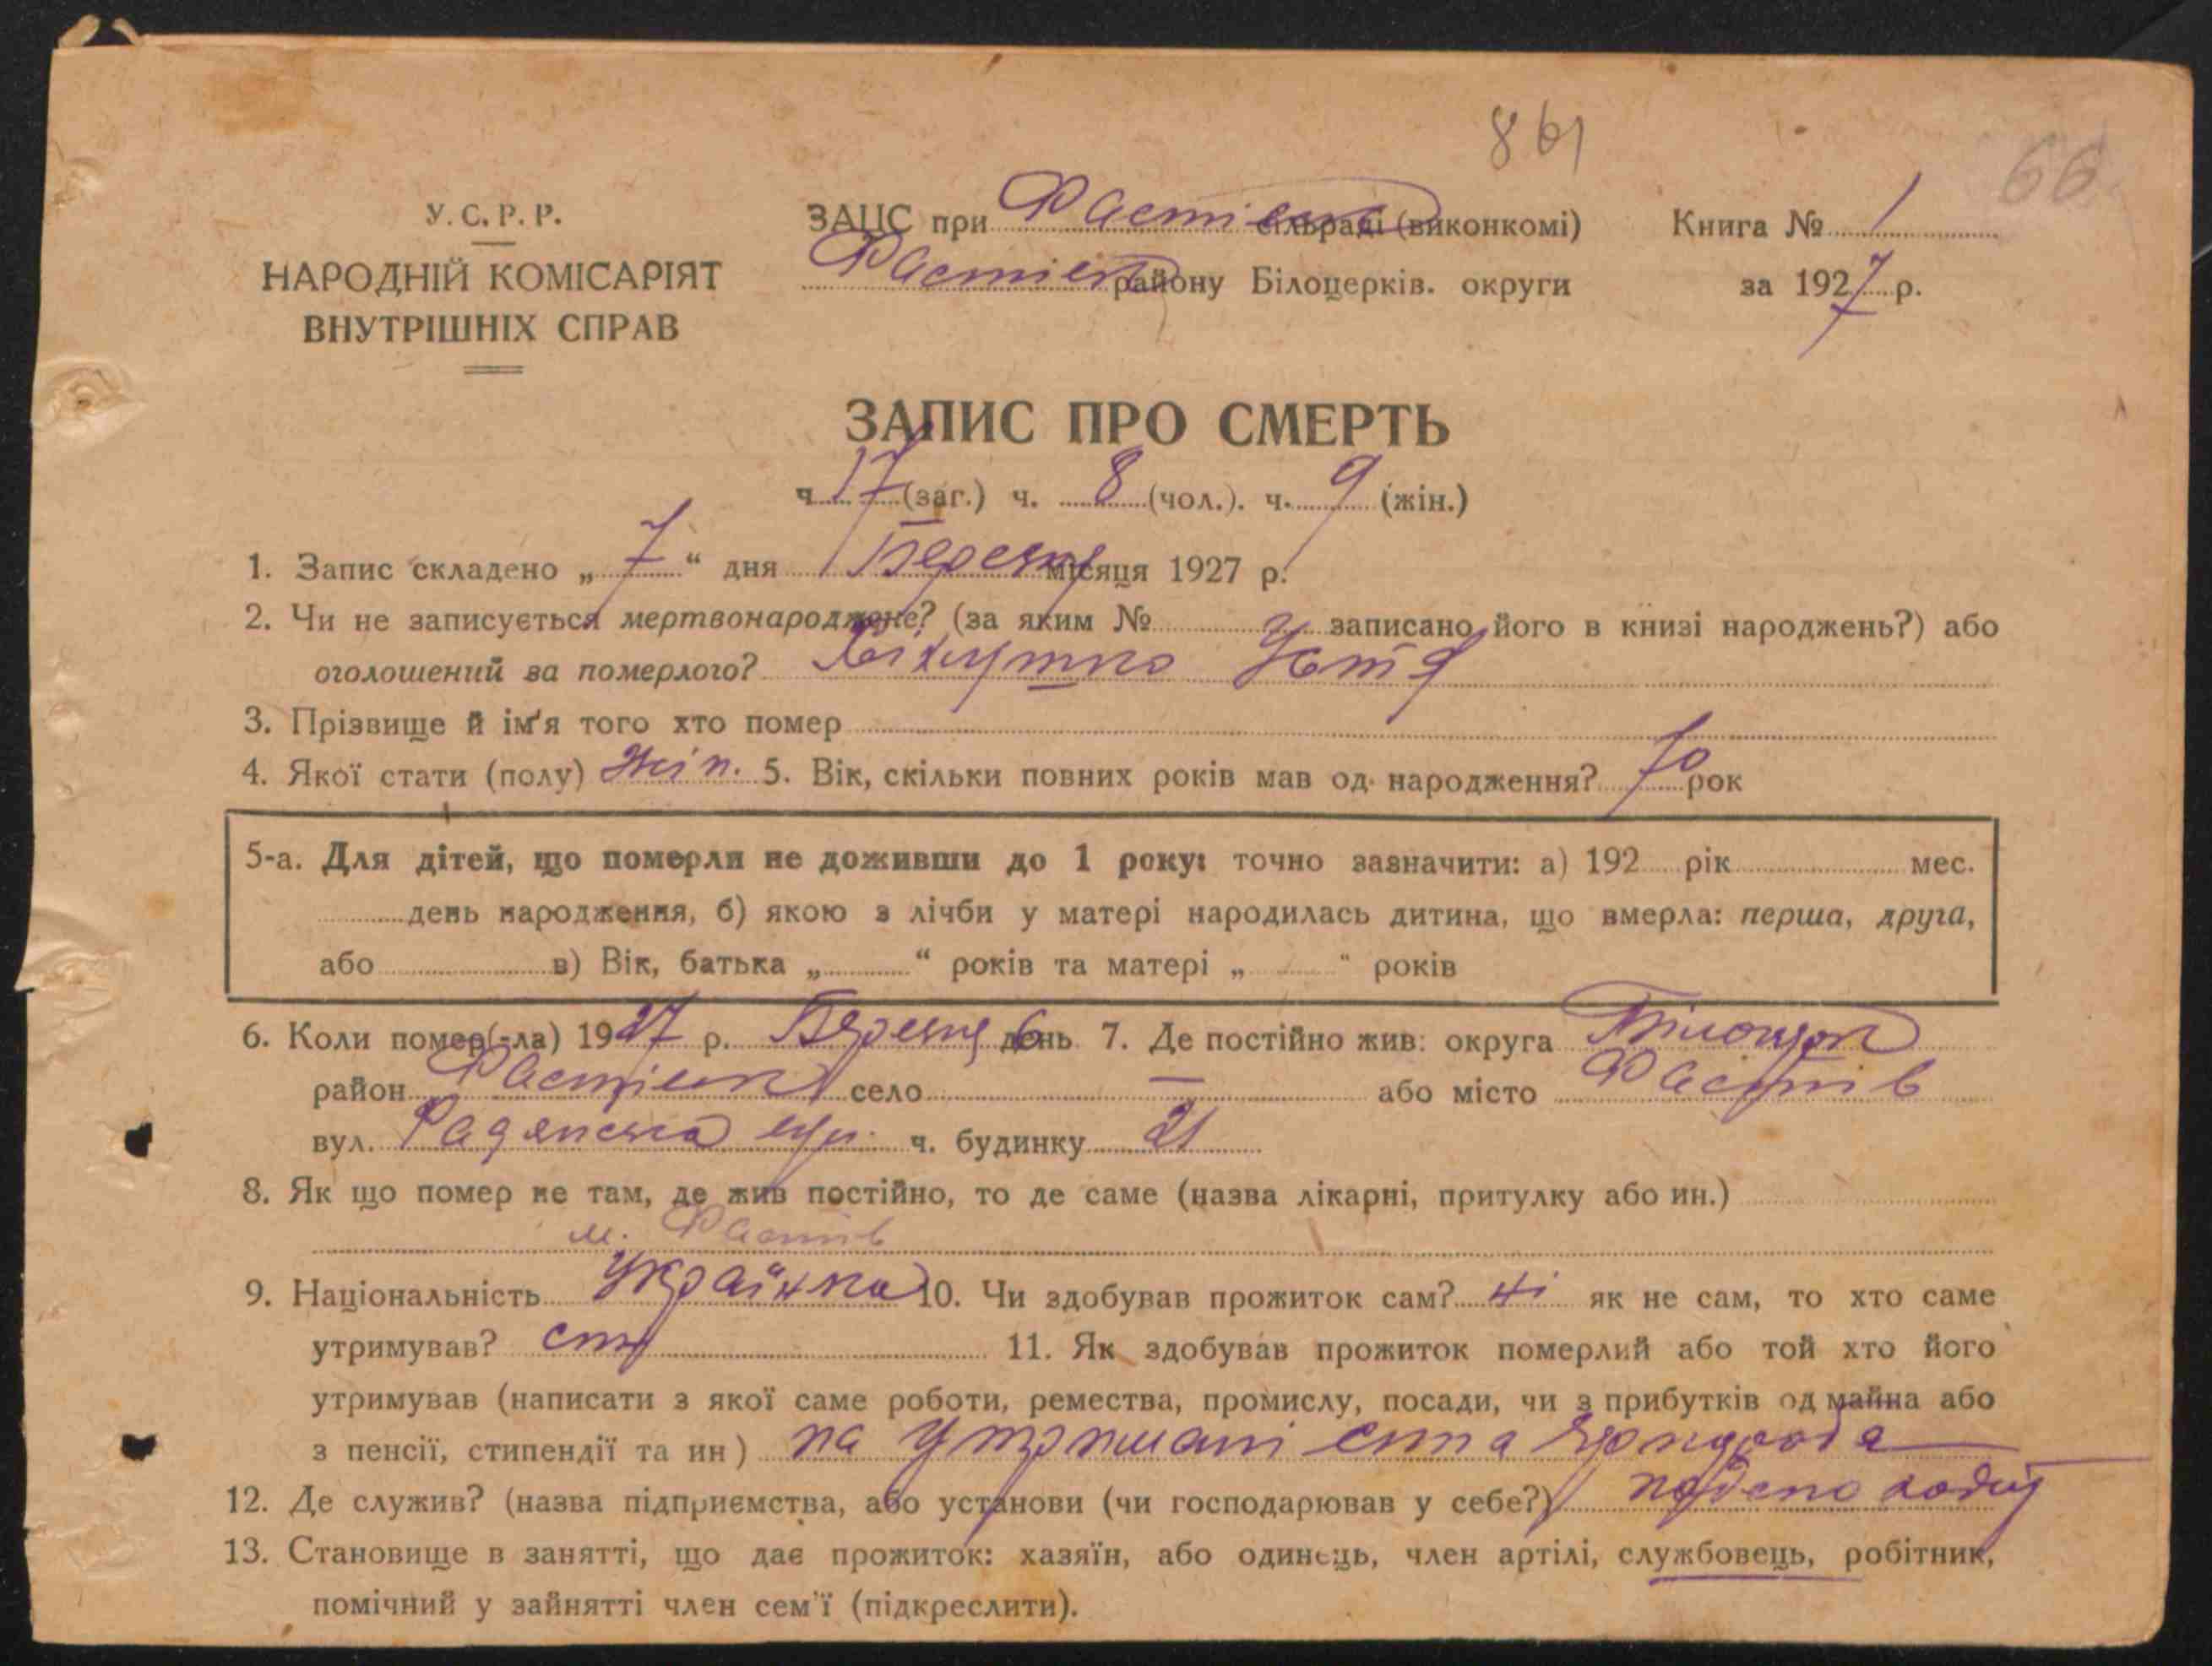 861
66
У. С. Р. Р.
НАРОДНІЙ КОМІСАРІЯТ
ВНУТРІШНІХ СПРАВ
ЗАЦС при Фастівськ сільраді (виконкомі)
Фастівськ району Білоцерків. округи
Книга № 1
за 1927 р.
ЗАПИС ПРО СМЕРТЬ
ч 17 (заг.) ч. 8 (чол.). ч. 9 (жін.)
1. Запис складено „ 7 “ дня Березня місяця 1927 р.
2. Чи не записується мертвонароджене? (за яким № записано його в книзі народжень?) або
оголошений за померлого?
3. Прізвище й ім'я того хто помер
4. Якої стати (полу) жін. 5. Вік, скільки повних років мав од народження? 70 рок
5-а. Для дітей, що померли не доживши до 1 року: точно зазначити: а) 192 рік мес.
день народження, б) якою з лічби у матері народилась дитина, що вмерла: перша, друга,
або в) Вік, батька „ “ років та матері „ “ років
6. Коли помер(-ла) 1927 р. Березня 6 день 7. Де постійно жив: округа Білоцерк
район Фастівськ село — або місто Фастів
вул. Радянська вул. ч. будинку 21
8. Як що помер не там, де жив постійно, то де саме (назва лікарні, притулку або ин.)
м. Фастів
9. Національність Українка 10. Чи здобував прожиток сам? ні як не сам, то хто саме
утримував? син 11. Як здобував прожиток померлий або той хто його
утримував (написати з якої саме роботи, ремества, промислу, посади, чи з прибутків од майна або
з пенсії, стипендії та ин ) на утриманні сина
12. Де служив? (назва підприємства, або установи (чи господарював у себе?)
13. Становище в занятті, що дає прожиток: хазяїн, або одинець, член артілі, службовець, робітник,
помічний у зайнятті член сем'ї (підкреслити).